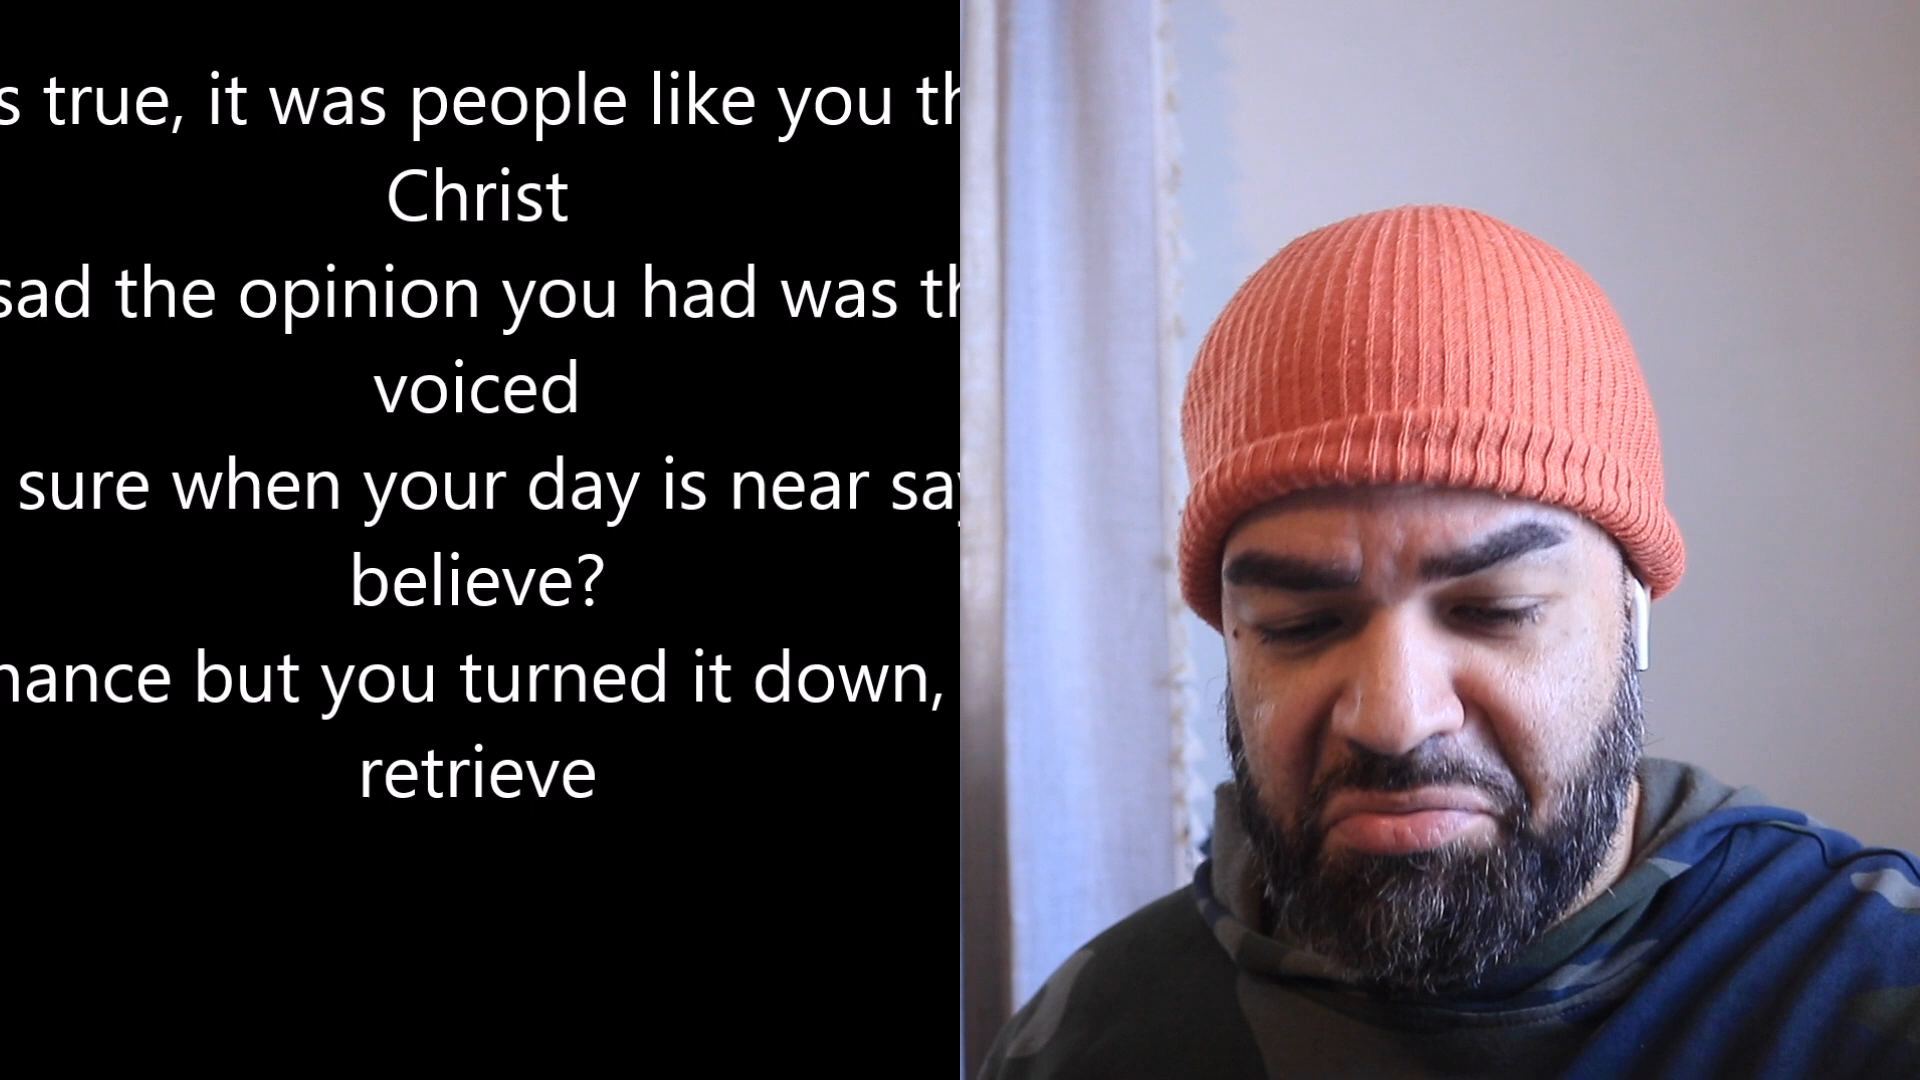 s true, it was people like you th
Christ
sad the opinion you had was th
voiced
sure when your day is near say
believe?
hance but you turned it down,
retrieve